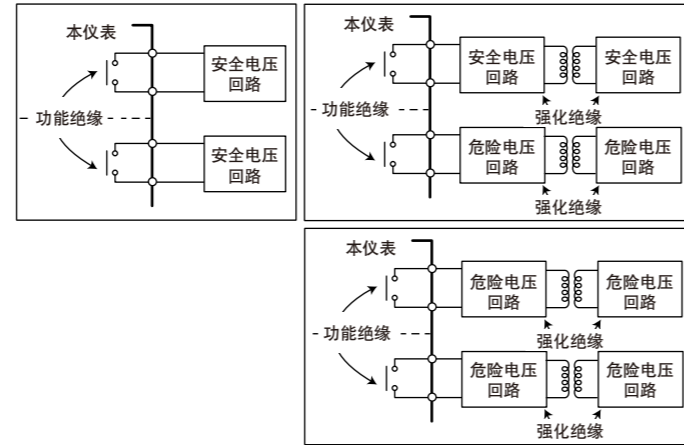 本仪表
安全电压
回路
功能绝缘
安全电压
回路
本仪表
安全电压
回路
安全电压
回路
强化绝缘
功能绝缘
危险电压
回路
危险电压
回路
强化绝缘
本仪表
危险电压
回路
危险电压
回路
强化绝缘
功能绝缘
危险电压
回路
危险电压
回路
强化绝缘